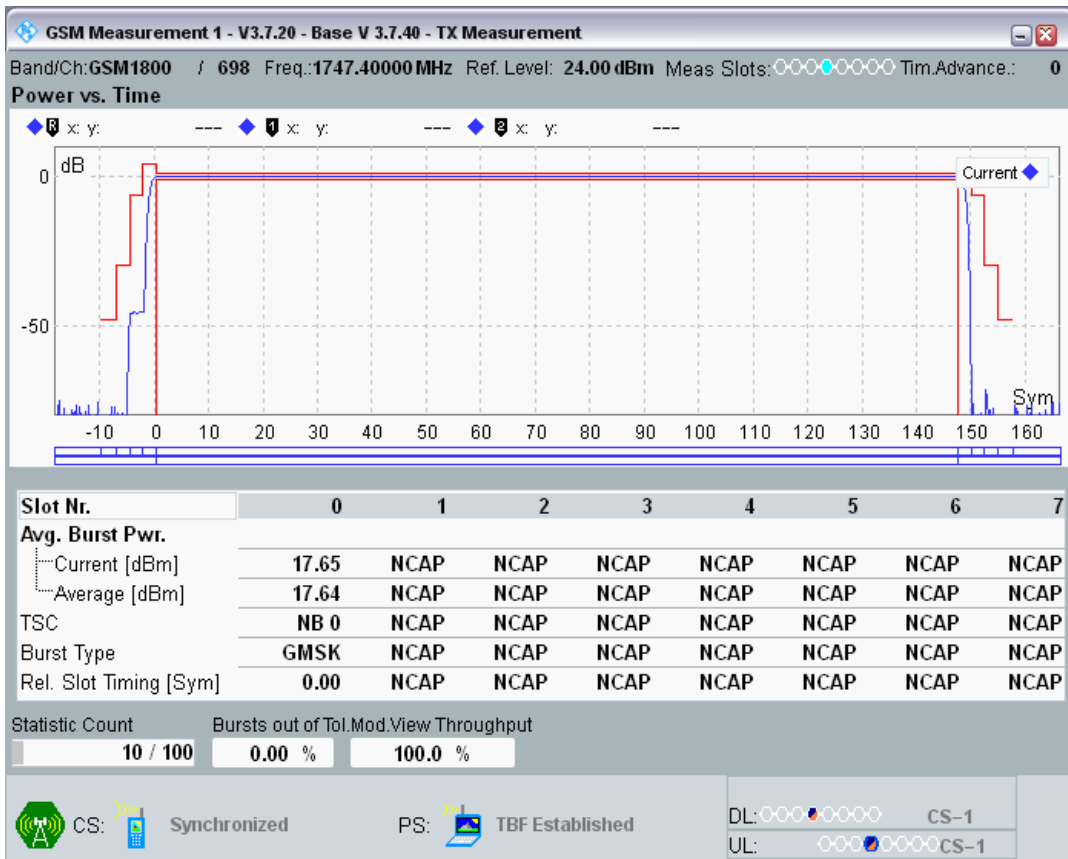 GSM Measurement 1 - V3.7.20 - Base V 3.7.40 - TX Measurement
Band/Ch:GSM1800 / 698 Freq.:1747.40000 MHz Ref. Level: 24.00 dBm Meas Slots: Tim.Advance.: 0
Power vs. Time
R x: y: --- 1 x: y: --- 2 x: y: ---
dB
Current
0
-50
Sym
-10 0 10 20 30 40 50 60 70 80 90 100 110 120 130 140 150 160
Slot Nr. 0 1 2 3 4 5 6 7
Avg. Burst Pwr.
Current [dBm] 17.65 NCAP NCAP NCAP NCAP NCAP NCAP NCAP
Average [dBm] 17.64 NCAP NCAP NCAP NCAP NCAP NCAP NCAP
TSC NB 0 NCAP NCAP NCAP NCAP NCAP NCAP NCAP
Burst Type GMSK NCAP NCAP NCAP NCAP NCAP NCAP NCAP
Rel. Slot Timing [Sym] 0.00 NCAP NCAP NCAP NCAP NCAP NCAP NCAP
Statistic Count Bursts out of Tol.Mod.View Throughput
10 / 100 0.00 % 100.0 %
CS: Synchronized PS: TBF Established
DL: CS-1
UL: CS-1